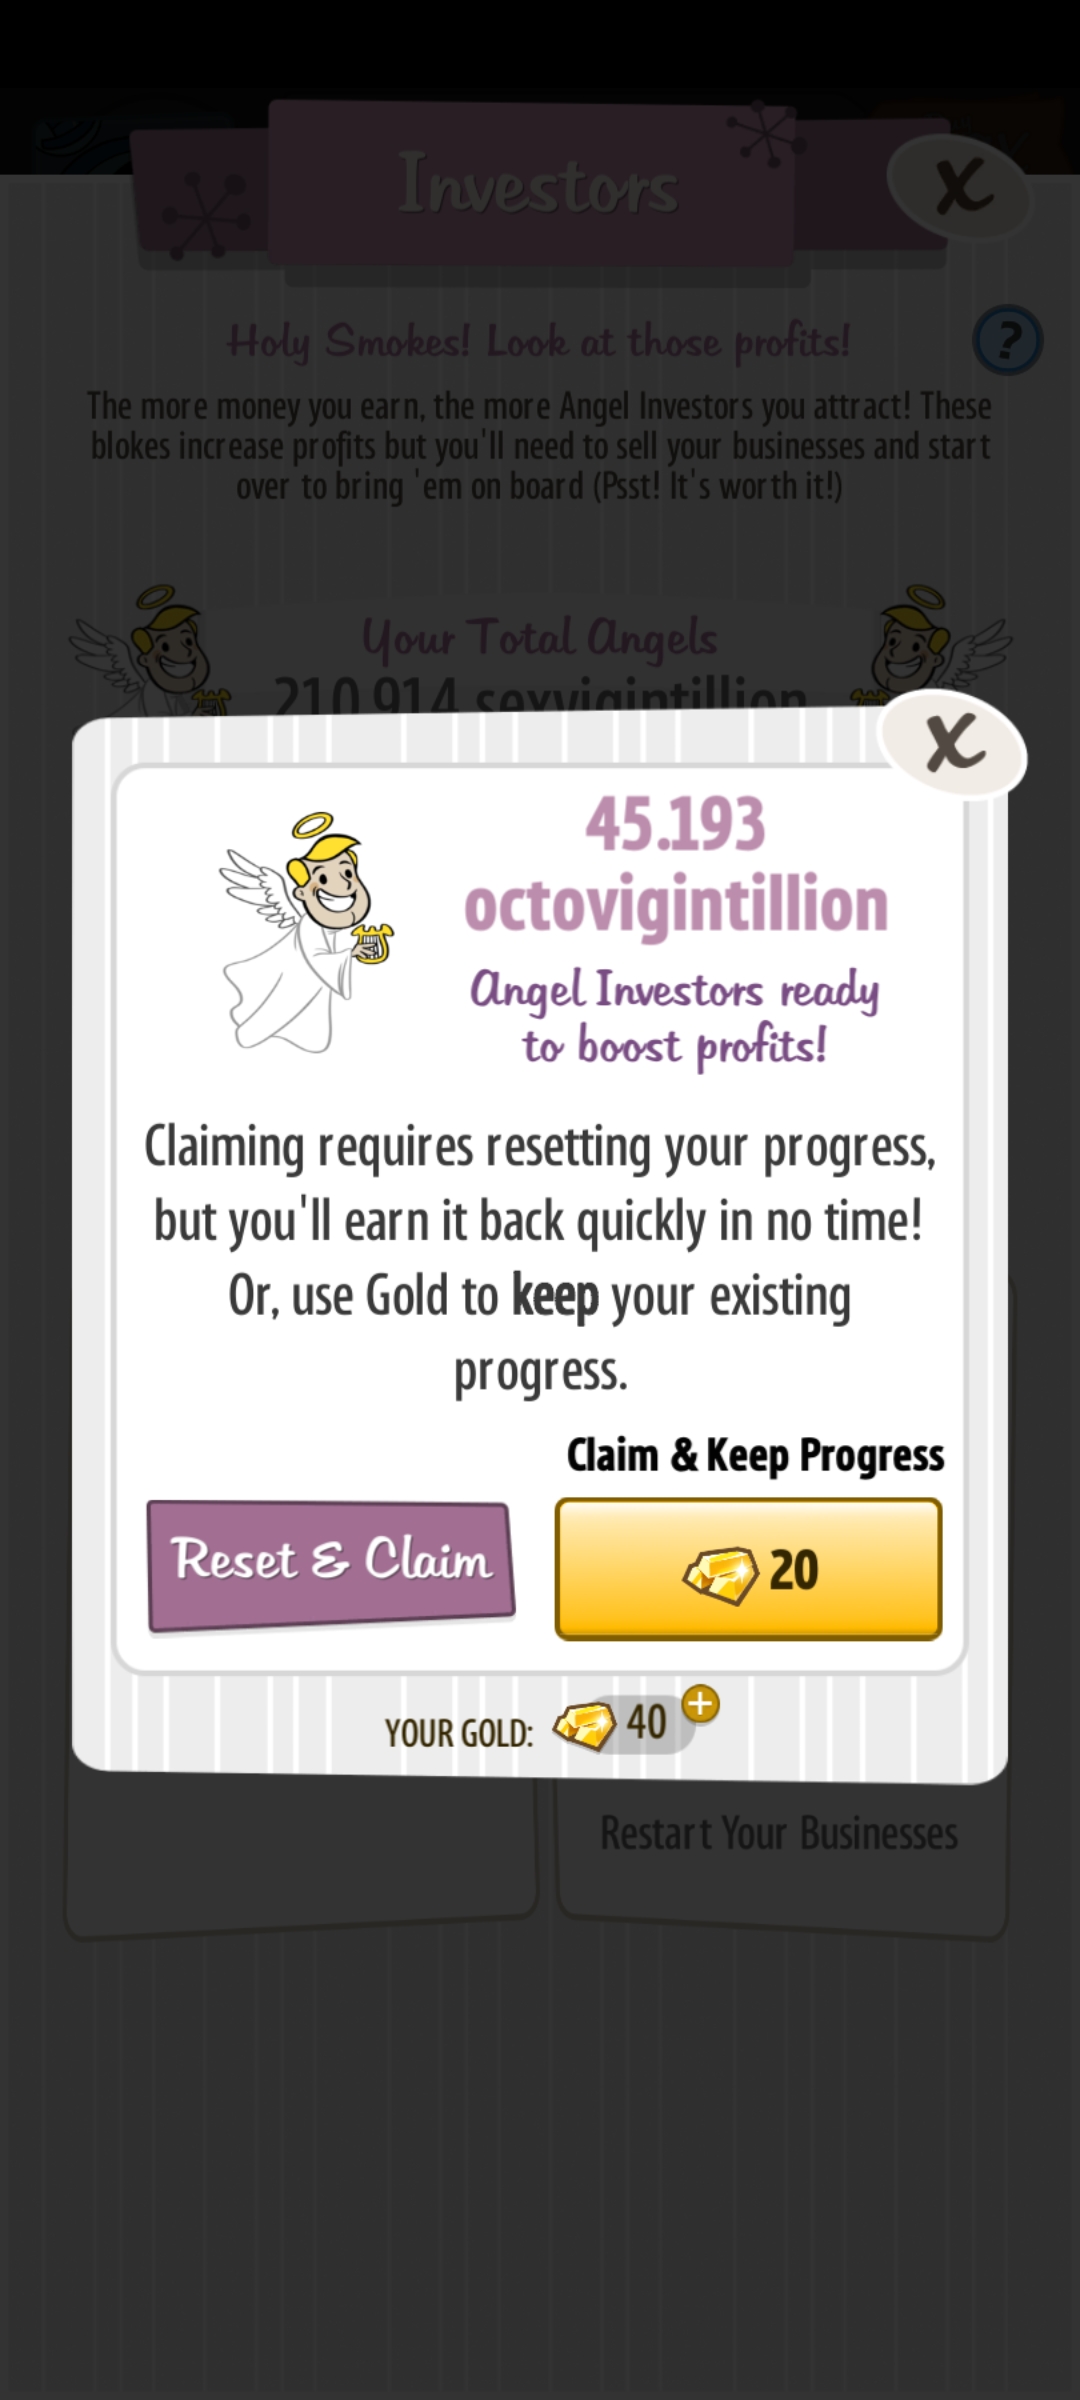 Investors
X
Holy Smokes! Look at those profits!
?
The more money you earn, the more Angel Investors you attract! These
blokes increase profits but you'll need to sell your businesses and start
over to bring 'em on board (Psst! It's worth it!)
Your Total Angels
210.914 sexvigintillion
X
45.193
octovigintillion
Angel Investors ready
to boost profits!
Claiming requires resetting your progress,
but you'll earn it back quickly in no time!
Or, use Gold to keep your existing
progress.
Claim & Keep Progress
Reset & Claim
20
YOUR GOLD: 40 +
Restart Your Businesses